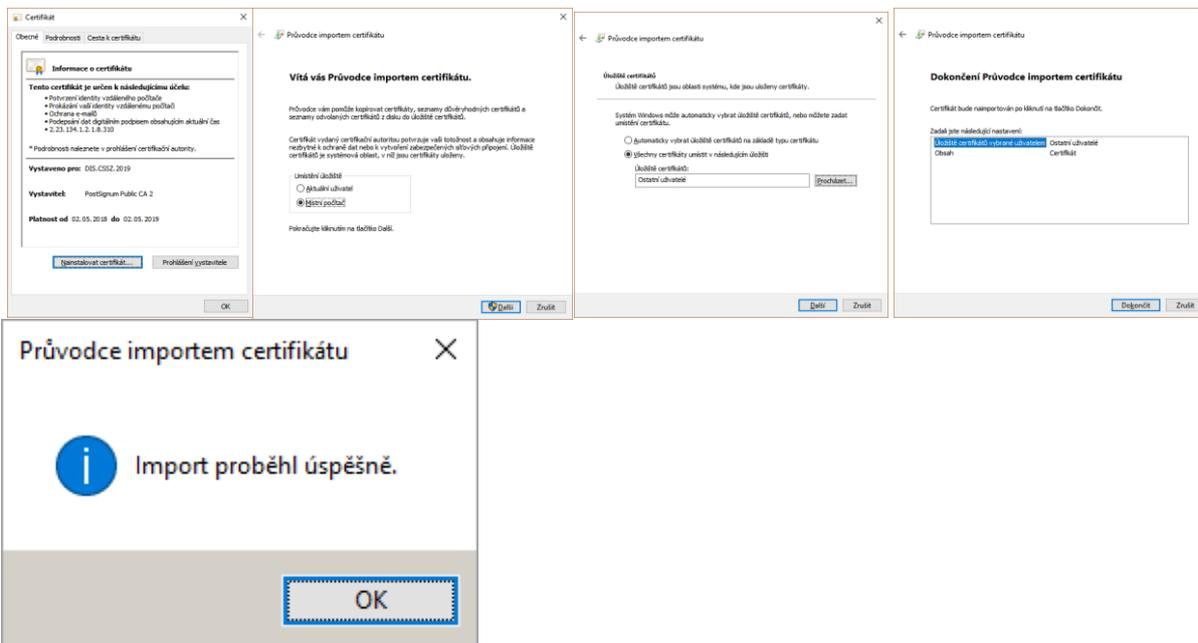 Certifikát
Obecné Podrobnosti Cesta k certifikátu
Informace o certifikátu
Tento certifikát je určen k následujícímu účelu:
• Potvrzení identity vzdáleného počítače
• Prokázání vaší identity vzdálenému počítači
• Ochrana e-mailů
• Podepsání dat digitálním podpisem obsahujícím aktuální čas
• 2.23.134.1.2.1.8.310
* Podrobnosti naleznete v prohlášení certifikační autority.
Vystaveno pro: DIS.CSSZ.2019
Vystavitel: PostSignum Public CA 2
Platnost od 02.05.2018 do 02.05.2019
Nainstalovat certifikát...
Prohlášení vystavitele
OK
Průvodce importem certifikátu
Vítá vás Průvodce importem certifikátu.
Průvodce vám pomůže kopírovat certifikáty, seznamy důvěryhodných certifikátů a
seznamy odvolaných certifikátů z disku do úložiště certifikátů.
Certifikát vydaný certifikační autoritou potvrzuje vaši totožnost a obsahuje informace
nezbytné k ochraně dat nebo k vytvoření zabezpečených síťových připojení. Úložiště
certifikátů je systémová oblast, v níž jsou certifikáty uloženy.
Umístění úložiště
Aktuální uživatel
Místní počítač
Pokračujte kliknutím na tlačítko Další.
Další
Zrušit
Průvodce importem certifikátu
Úložiště certifikátů
Úložiště certifikátů jsou oblasti systému, kde jsou uloženy certifikáty.
Systém Windows může automaticky vybrat úložiště certifikátů, nebo můžete zadat
umístění certifikátu.
Automaticky vybrat úložiště certifikátů na základě typu certifikátu
Všechny certifikáty umístit v následujícím úložišti
Úložiště certifikátů:
Ostatní uživatelé
Procházet...
Další
Zrušit
Průvodce importem certifikátu
Dokončení Průvodce importem certifikátu
Certifikát bude naimportován po kliknutí na tlačítko Dokončit.
Zadali jste následující nastavení:
Úložiště certifikátů vybrané uživatelem Ostatní uživatelé
Obsah Certifikát
Dokončit
Zrušit
Průvodce importem certifikátu
Import proběhl úspěšně.
OK